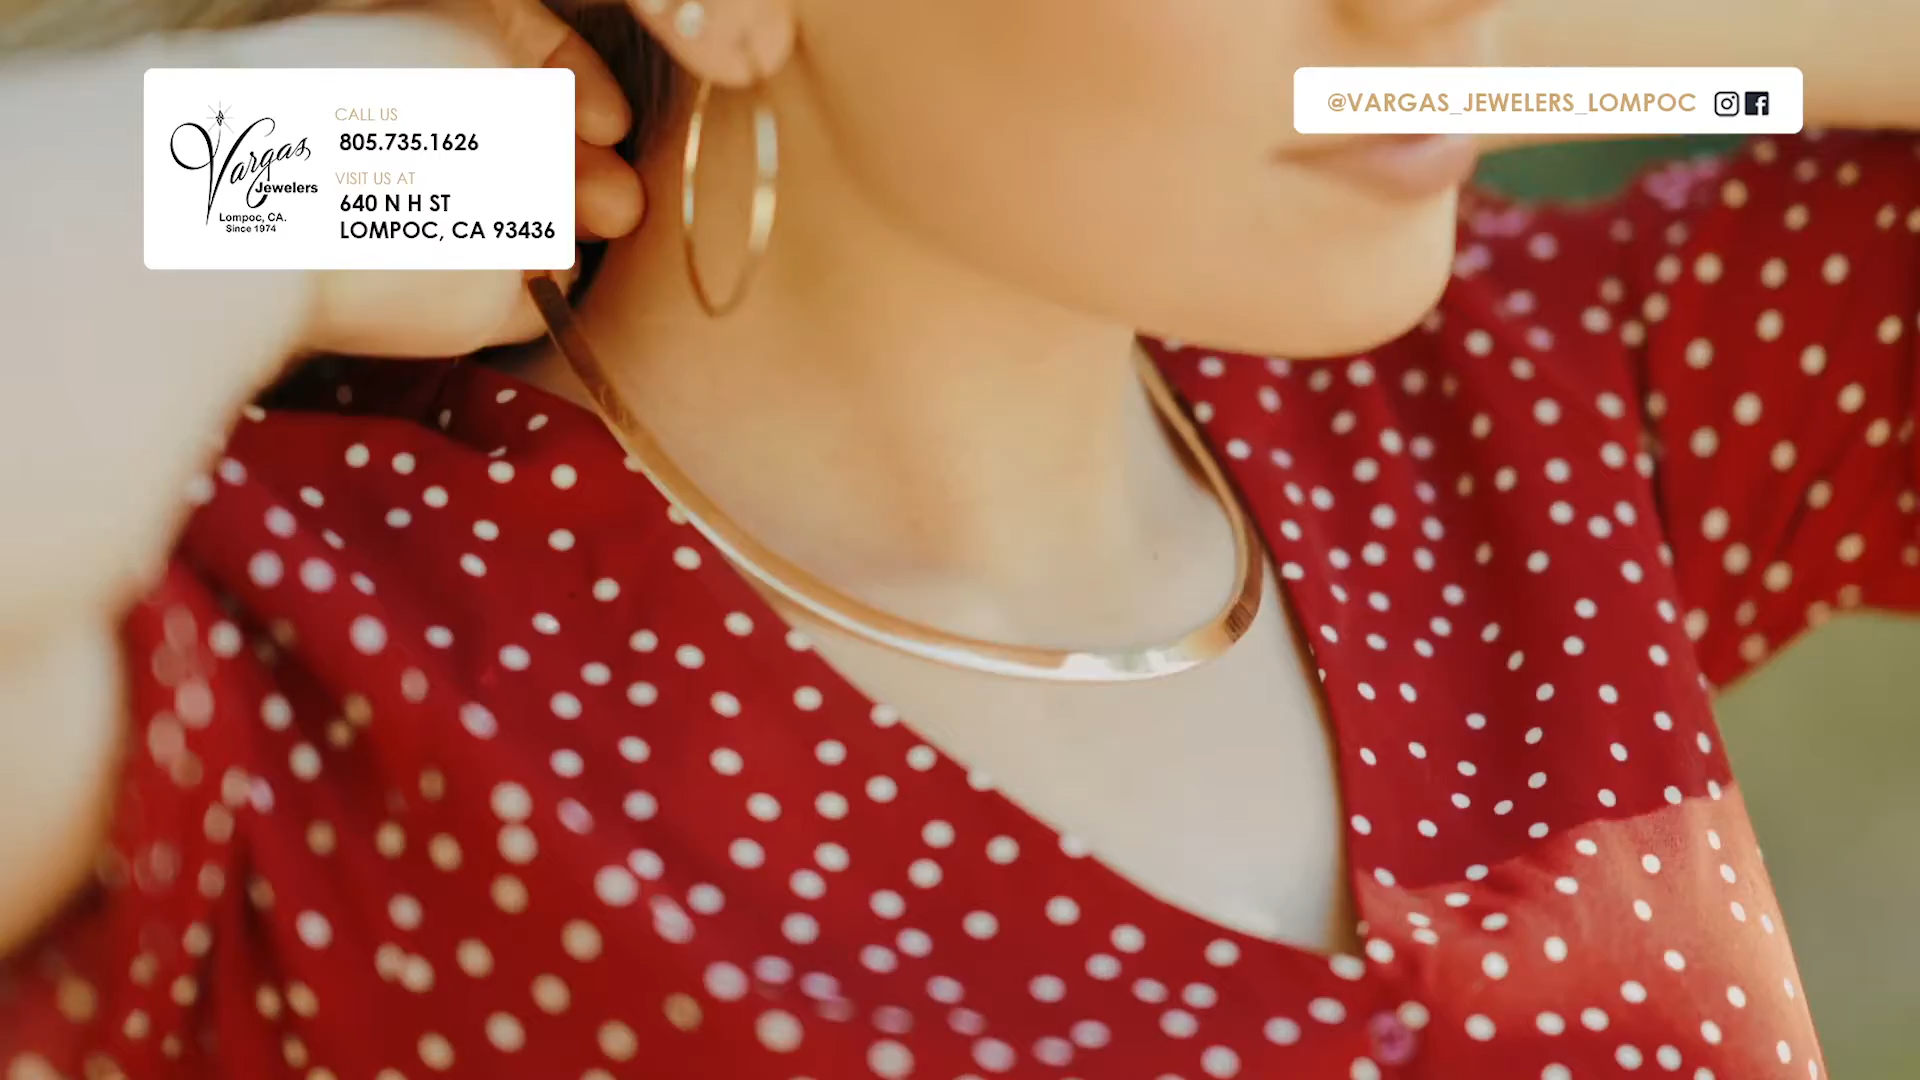 Vargas
Jewelers
Lompoc, CA.
Since 1974
CALL US
805.735.1626
VISIT US AT
640 N H ST
LOMPOC, CA 93436
@VARGAS_JEWELERS_LOMPOC